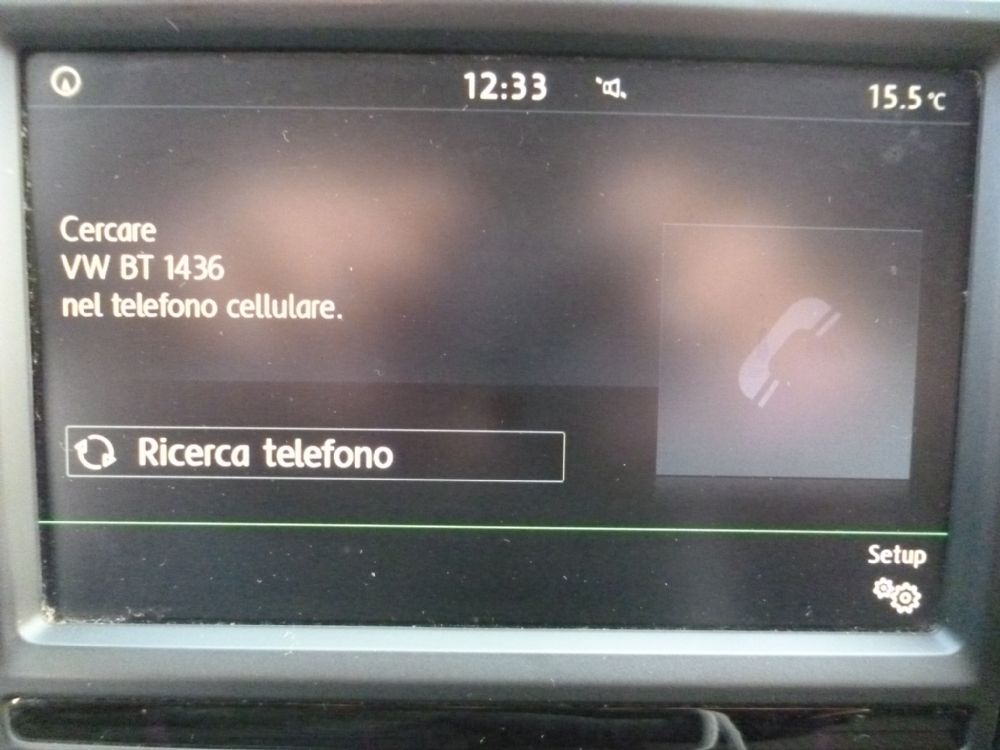 12:33
15.5 °C
Cercare
VW BT 1436
nel telefono cellulare.
Ricerca telefono
Setup